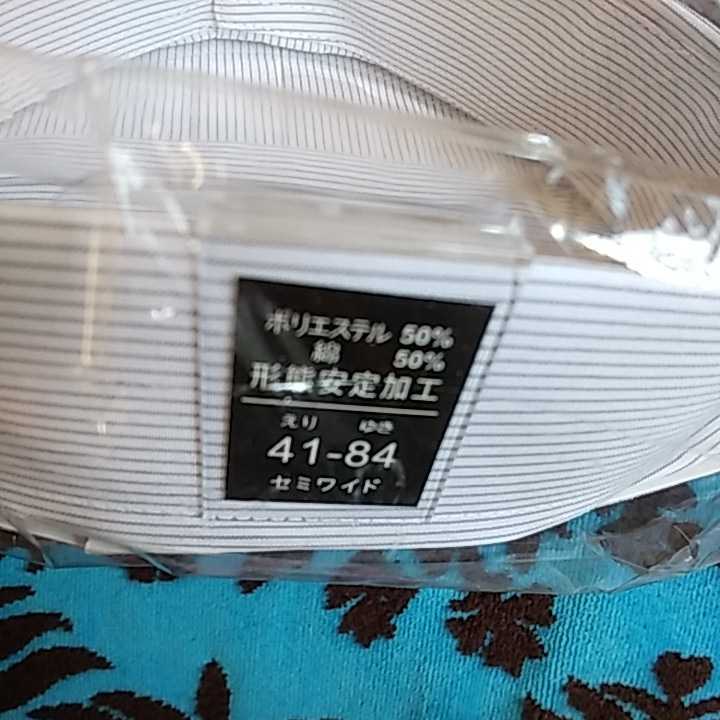 ポリエステル 50%
綿 50%
形態安定加工
えり ゆき
41-84
セミワイド